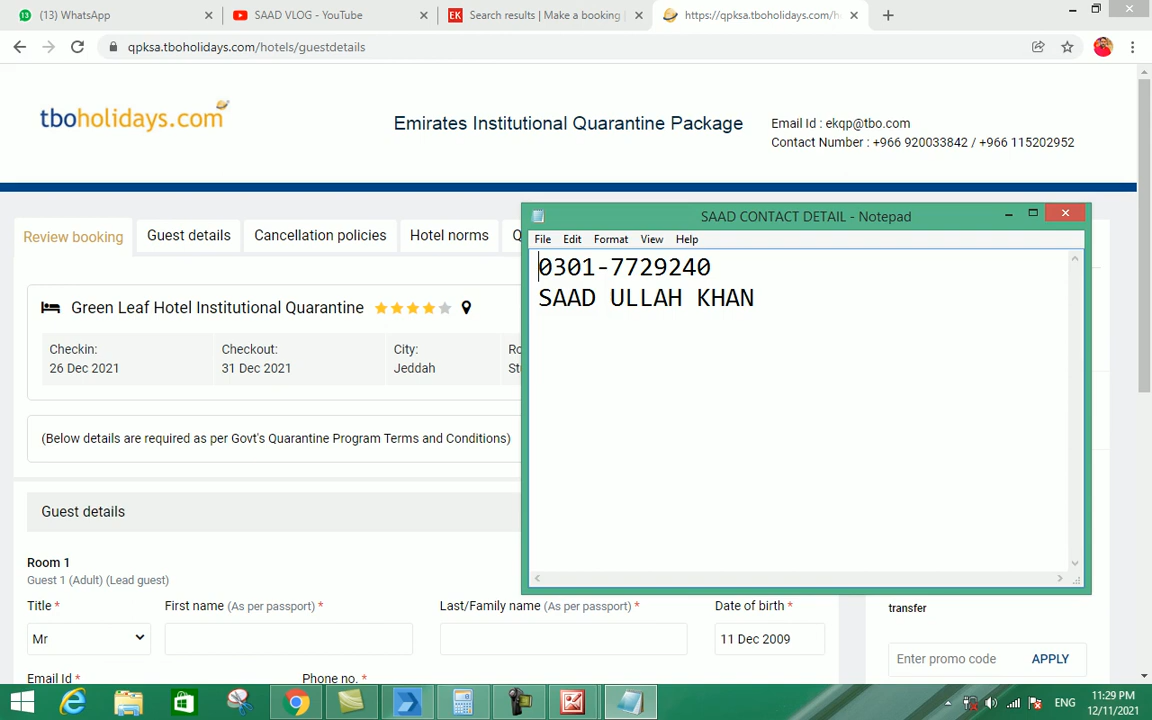 (13) WhatsApp
SAAD VLOG - YouTube
EK Search results | Make a booking |
https://qpksa.tboholidays.com/h
qpksa.tboholidays.com/hotels/guestdetails
tboholidays.com
Emirates Institutional Quarantine Package
Email Id : ekqp@tbo.com
Contact Number : +966 920033842 / +966 115202952
Review booking
Guest details
Cancellation policies
Hotel norms
Q
SAAD CONTACT DETAIL - Notepad
File Edit Format View Help
0301-7729240
SAAD ULLAH KHAN
Green Leaf Hotel Institutional Quarantine
Checkin:
26 Dec 2021
Checkout:
31 Dec 2021
City:
Jeddah
Ro
St
(Below details are required as per Govt's Quarantine Program Terms and Conditions)
Guest details
Room 1
Guest 1 (Adult) (Lead guest)
Title *
First name (As per passport) *
Last/Family name (As per passport) *
Date of birth *
Mr
11 Dec 2009
Email Id *
Phone no. *
transfer
Enter promo code
APPLY
ENG
11:29 PM
12/11/2021